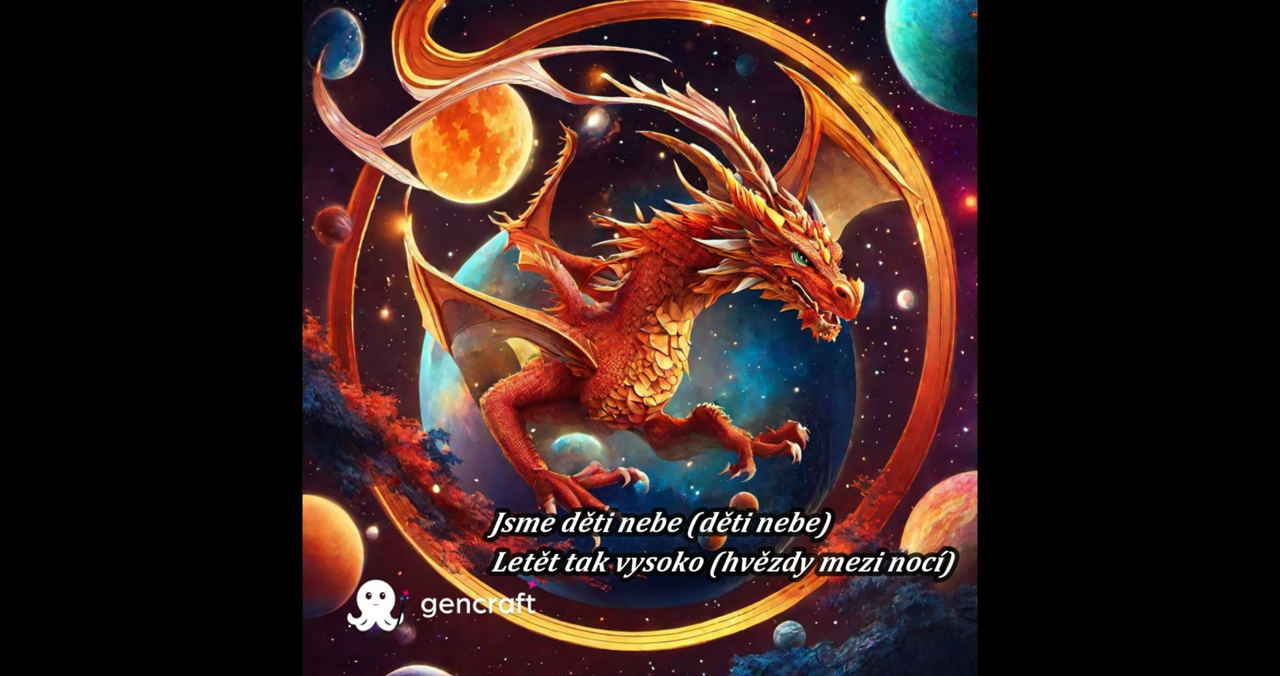 Jsme děti nebe (děti nebe)
Letět tak vysoko (hvězdy mezi nocí)
gencraft